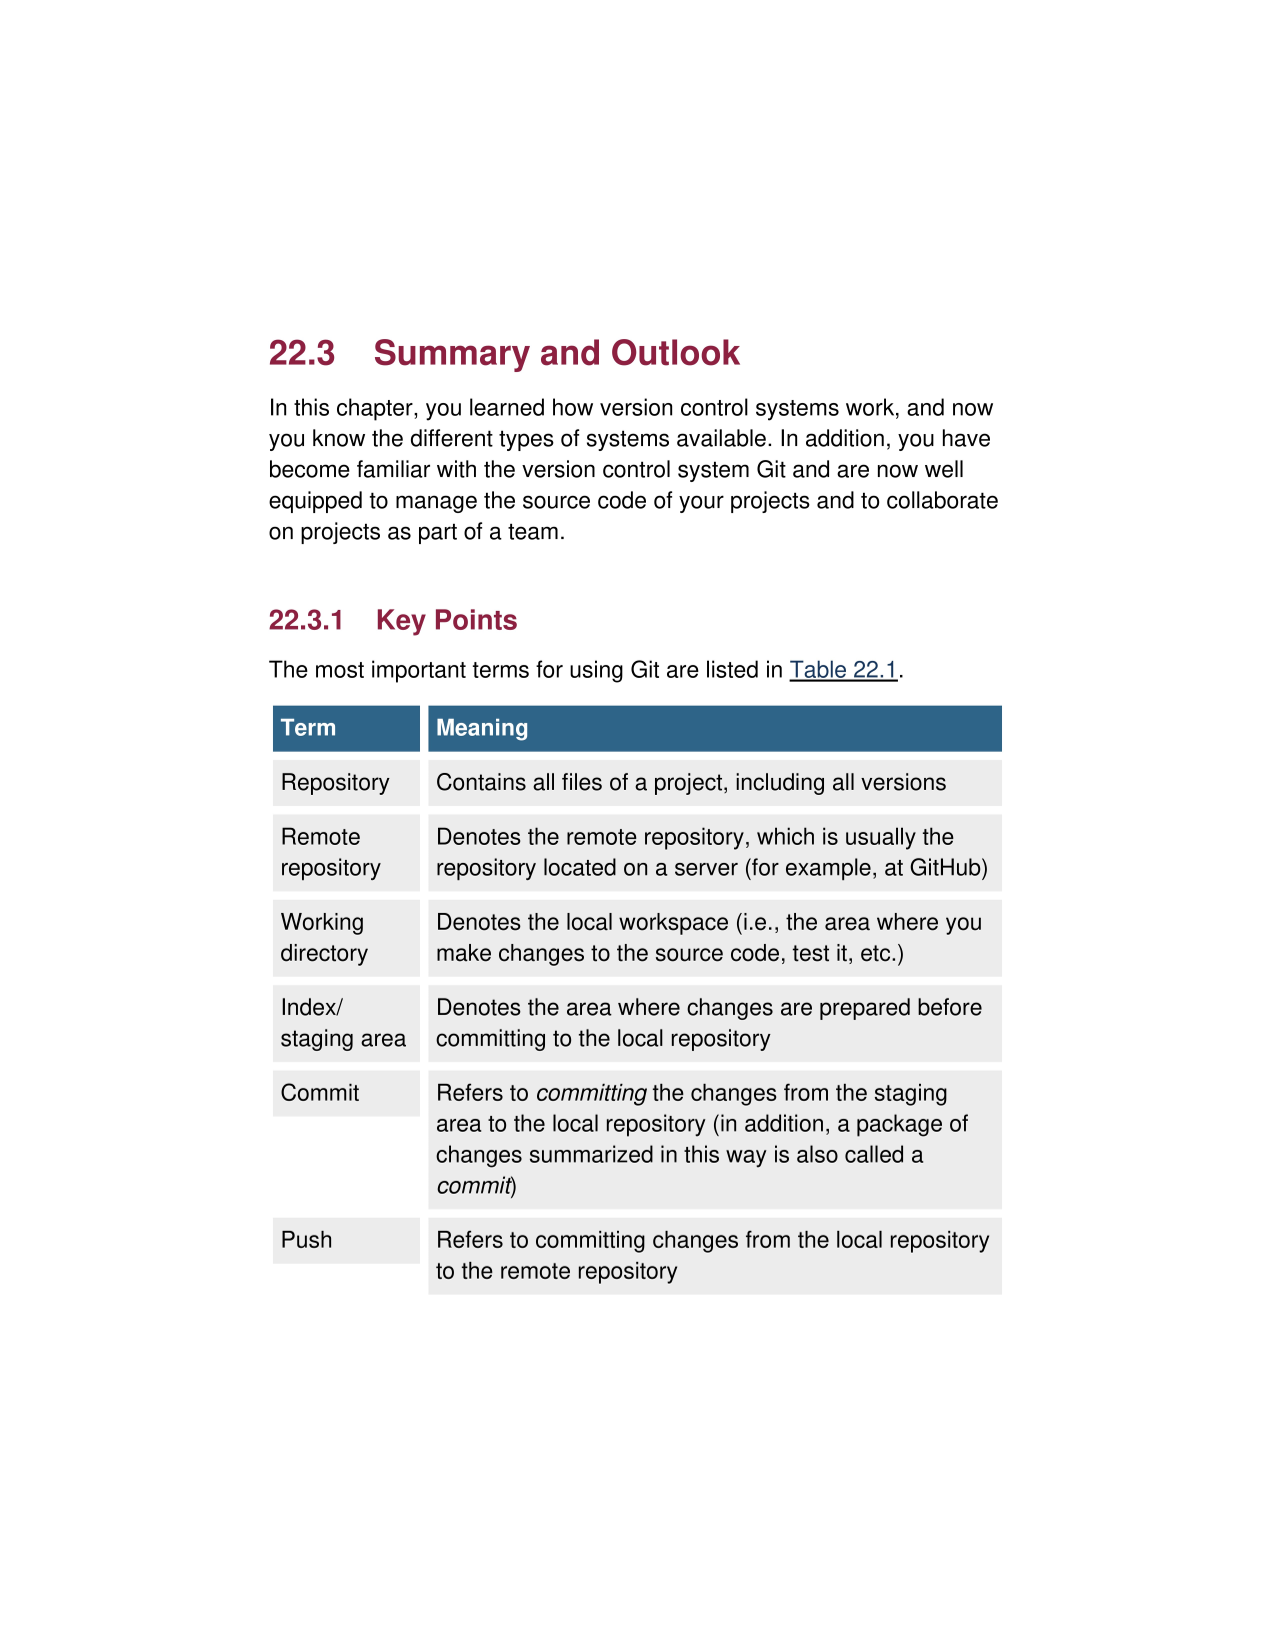 22.3 Summary and Outlook
In this chapter, you learned how version control systems work, and now
you know the different types of systems available. In addition, you have
become familiar with the version control system Git and are now well
equipped to manage the source code of your projects and to collaborate
on projects as part of a team.
22.3.1 Key Points
The most important terms for using Git are listed in Table 22.1.
Term Meaning
Repository Contains all files of a project, including all versions
Remote Denotes the remote repository, which is usually the
repository repository located on a server (for example, at GitHub)
Working Denotes the local workspace (i.e., the area where you
directory make changes to the source code, test it, etc.)
Index/ Denotes the area where changes are prepared before
staging area committing to the local repository
Commit Refers to committing the changes from the staging
area to the local repository (in addition, a package of
changes summarized in this way is also called a
commit)
Push Refers to committing changes from the local repository
to the remote repository